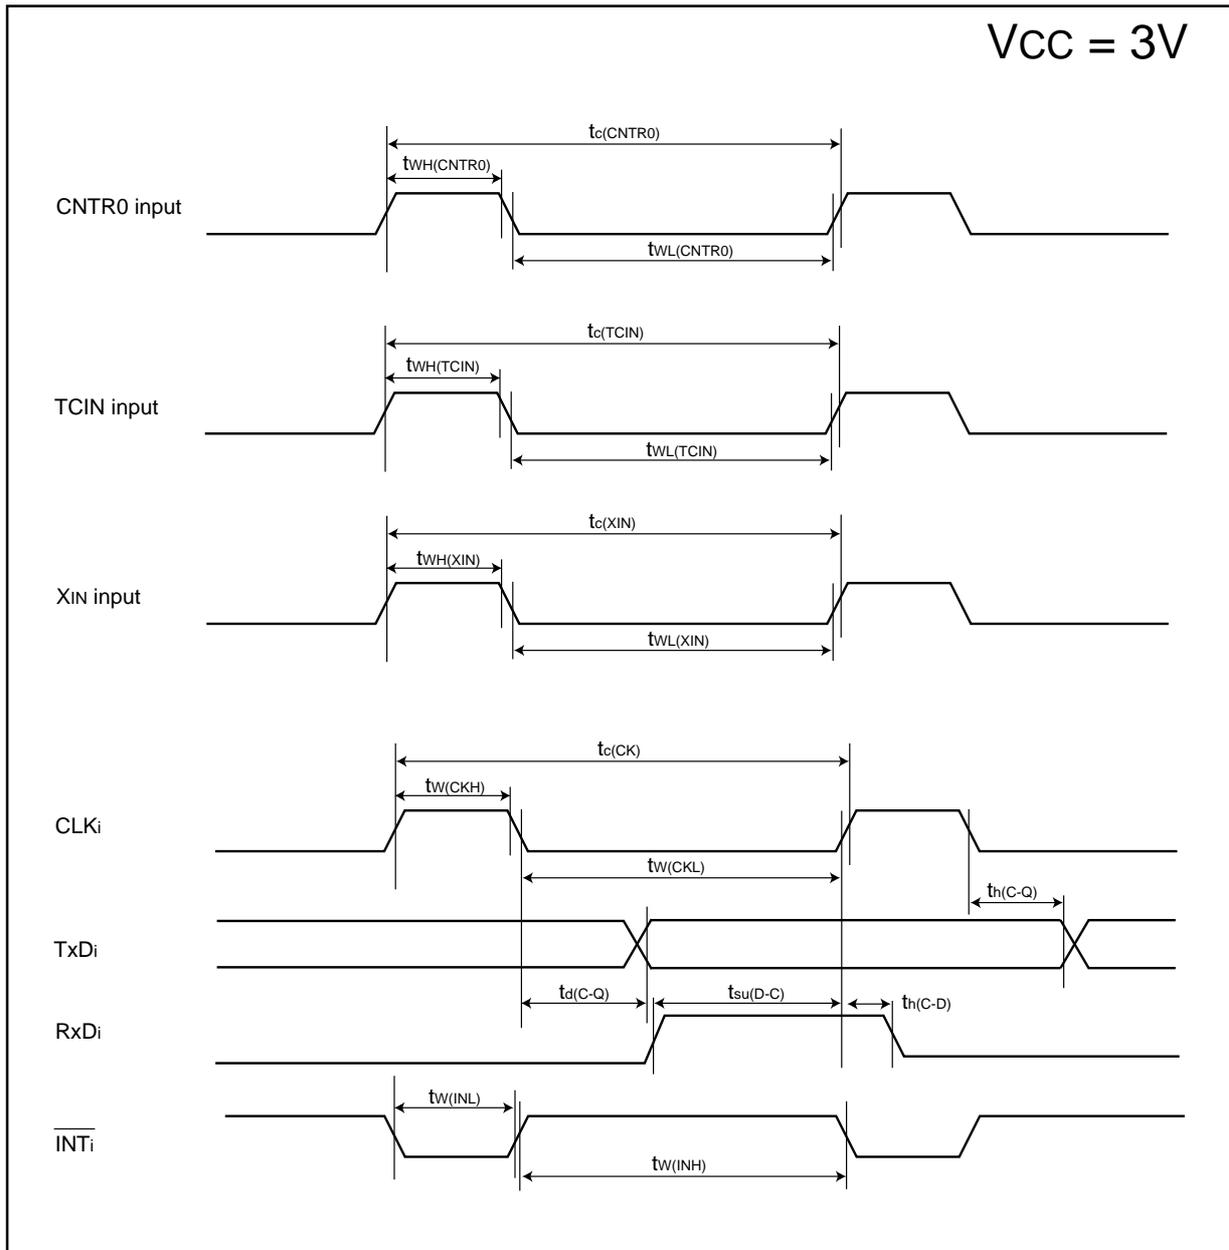 VCC = 3V
tc(CNTR0)
tWH(CNTR0)
CNTR0 input
tWL(CNTR0)
tc(TCIN)
tWH(TCIN)
TCIN input
tWL(TCIN)
tc(XIN)
tWH(XIN)
XIN input
tWL(XIN)
tc(CK)
tW(CKH)
CLKi
tW(CKL)
th(C-Q)
TxDi
td(C-Q)
tsu(D-C)
th(C-D)
RxDi
tW(INL)
INTi
tW(INH)